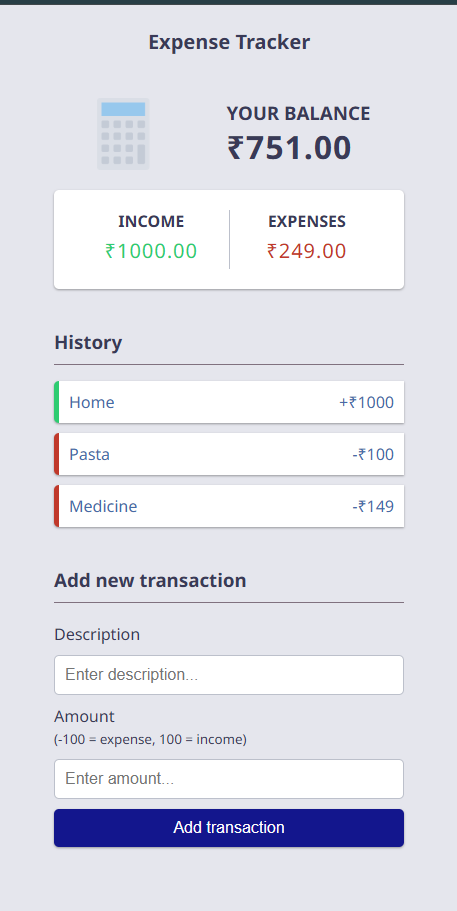 Expense Tracker
YOUR BALANCE
₹751.00
INCOME
EXPENSES
₹1000.00
₹249.00
History
Home +₹1000
Pasta -₹100
Medicine -₹149
Add new transaction
Description
Enter description...
Amount
(-100 = expense, 100 = income)
Enter amount...
Add transaction